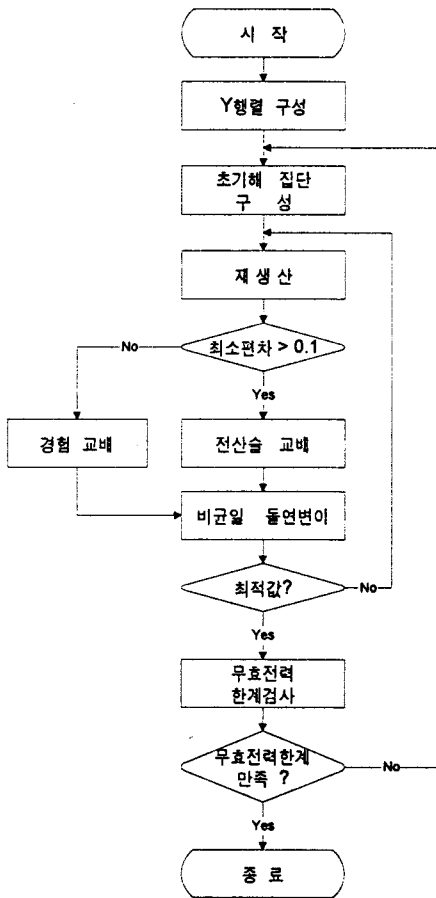 시 작
Y행렬 구성
초기해 집단
구 성
재 생 산
최소편차 > 0.1
No
Yes
경험 교배
전산술 교배
비균일 돌연변이
최적값?
No
Yes
무효전력
한계검사
무효전력한계
만족 ?
No
Yes
종 료